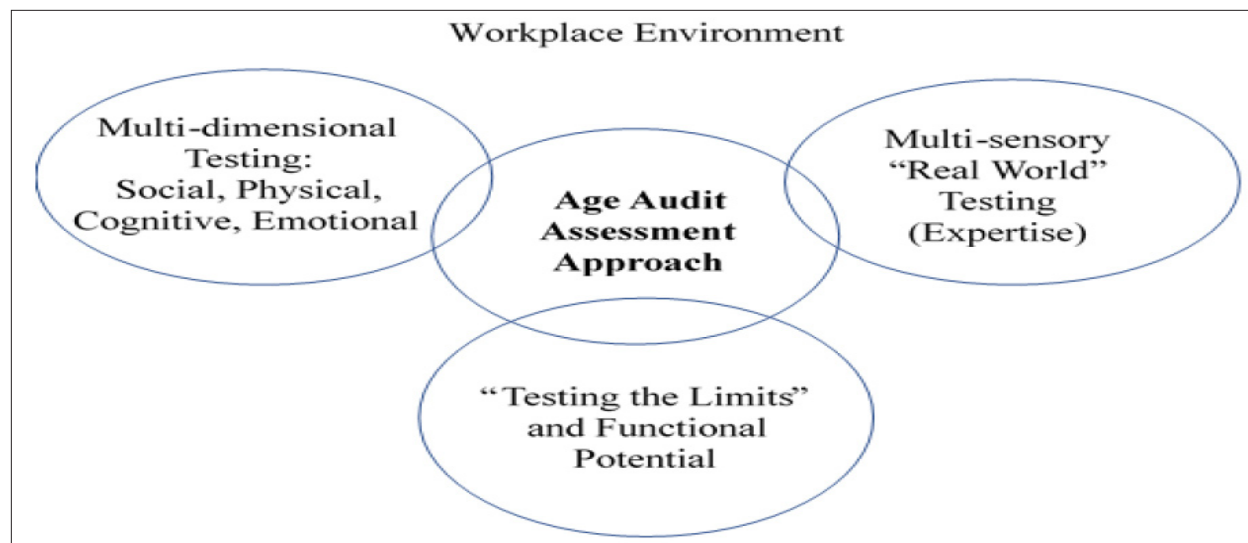 Workplace Environment
Multi-dimensional
Testing:
Social, Physical,
Cognitive, Emotional
Age Audit
Assessment
Approach
Multi-sensory
“Real World”
Testing
(Expertise)
“Testing the Limits”
and Functional
Potential